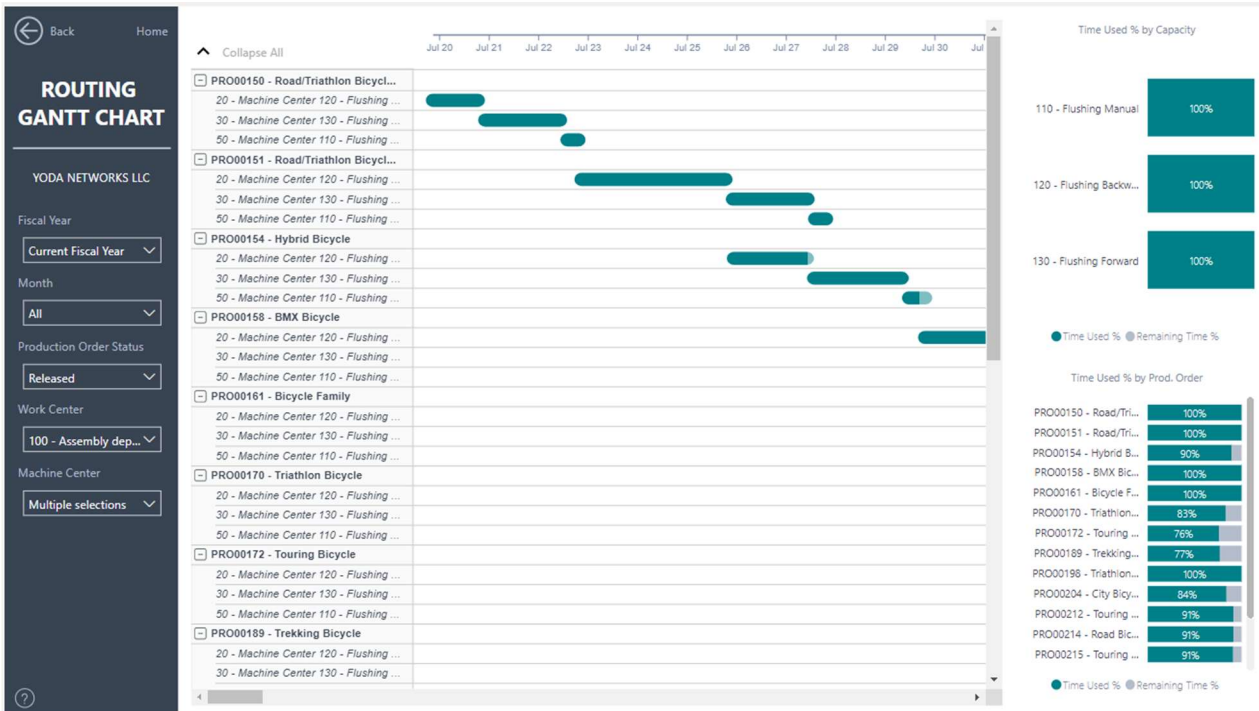 Back
Home
ROUTING
GANTT CHART
YODA NETWORKS LLC
Fiscal Year
Current Fiscal Year
Month
All
Production Order Status
Released
Work Center
100 - Assembly dep...
Machine Center
Multiple selections
?
Collapse All
Jul 20 Jul 21 Jul 22 Jul 23 Jul 24 Jul 25 Jul 26 Jul 27 Jul 28 Jul 29 Jul 30 Jul
PRO00150 - Road/Triathlon Bicycl...
20 - Machine Center 120 - Flushing ...
30 - Machine Center 130 - Flushing ...
50 - Machine Center 110 - Flushing ...
PRO00151 - Road/Triathlon Bicycl...
20 - Machine Center 120 - Flushing ...
30 - Machine Center 130 - Flushing ...
50 - Machine Center 110 - Flushing ...
PRO00154 - Hybrid Bicycle
20 - Machine Center 120 - Flushing ...
30 - Machine Center 130 - Flushing ...
50 - Machine Center 110 - Flushing ...
PRO00158 - BMX Bicycle
20 - Machine Center 120 - Flushing ...
30 - Machine Center 130 - Flushing ...
50 - Machine Center 110 - Flushing ...
PRO00161 - Bicycle Family
20 - Machine Center 120 - Flushing ...
30 - Machine Center 130 - Flushing ...
50 - Machine Center 110 - Flushing ...
PRO00170 - Triathlon Bicycle
20 - Machine Center 120 - Flushing ...
30 - Machine Center 130 - Flushing ...
50 - Machine Center 110 - Flushing ...
PRO00172 - Touring Bicycle
20 - Machine Center 120 - Flushing ...
30 - Machine Center 130 - Flushing ...
50 - Machine Center 110 - Flushing ...
PRO00189 - Trekking Bicycle
20 - Machine Center 120 - Flushing ...
30 - Machine Center 130 - Flushing ...
Time Used % by Capacity
110 - Flushing Manual 100%
120 - Flushing Backw... 100%
130 - Flushing Forward 100%
Time Used % Remaining Time %
Time Used % by Prod. Order
PRO00150 - Road/Tri... 100%
PRO00151 - Road/Tri... 100%
PRO00154 - Hybrid B... 90%
PRO00158 - BMX Bic... 100%
PRO00161 - Bicycle F... 100%
PRO00170 - Triathlon... 83%
PRO00172 - Touring ... 76%
PRO00189 - Trekking... 77%
PRO00198 - Triathlon... 100%
PRO00204 - City Bicy... 84%
PRO00212 - Touring ... 91%
PRO00214 - Road Bic... 91%
PRO00215 - Touring ... 91%
Time Used % Remaining Time %